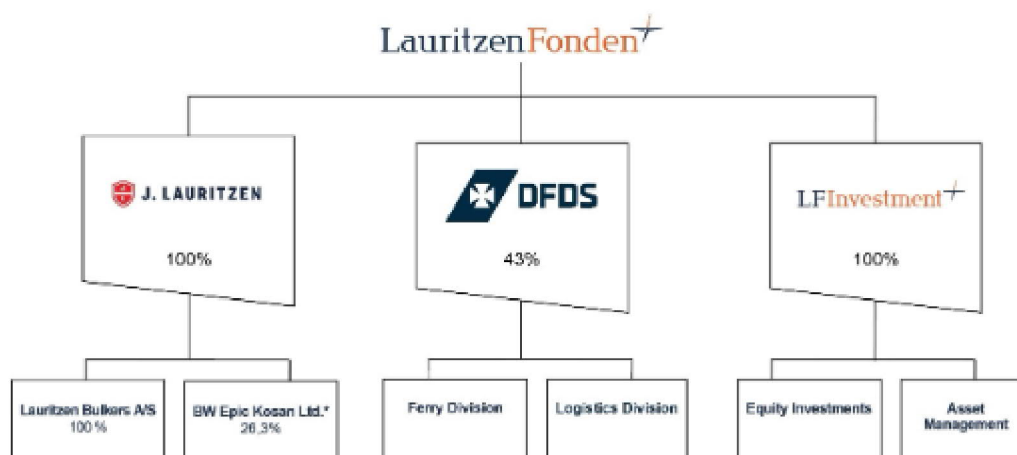 LauritzenFonden
J. LAURITZEN
100%
DFDS
43%
LFInvestment
100%
Lauritzen Bulkers A/S
100 %
BW Epic Kosan Ltd.*
26,3%
Ferry Division
Logistics Division
Equity Investments
Asset
Management